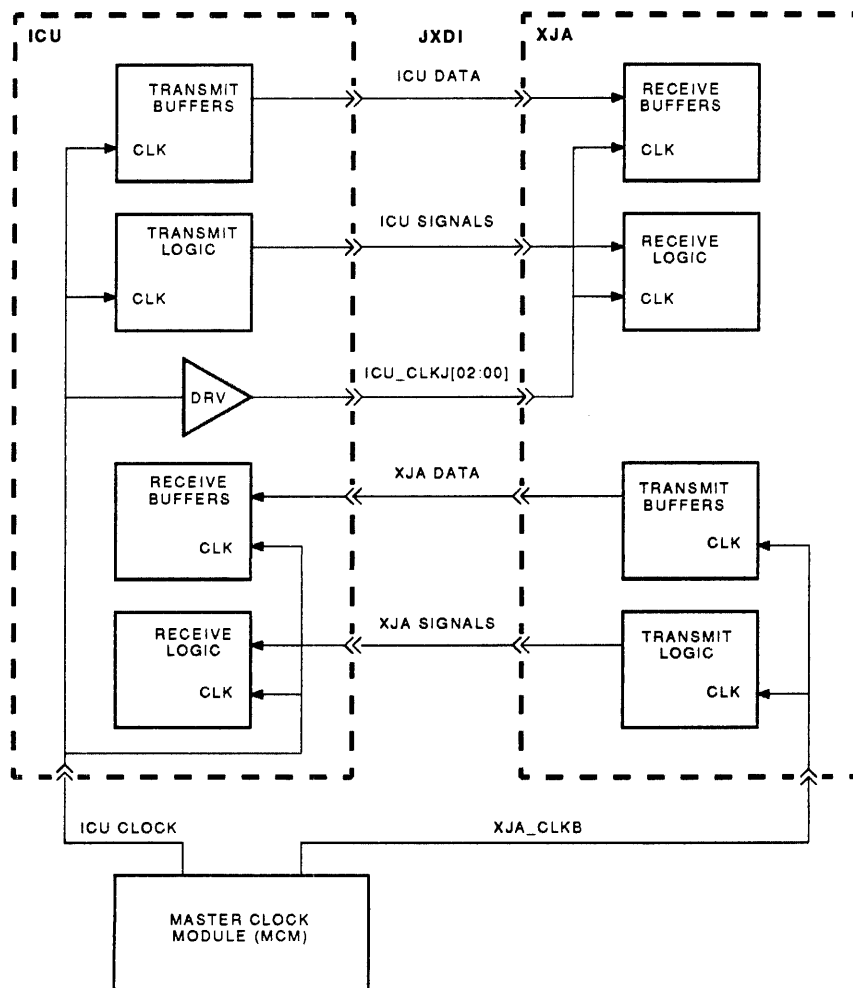 ICU
JXDI
XJA
TRANSMIT
BUFFERS
CLK
ICU DATA
RECEIVE
BUFFERS
CLK
TRANSMIT
LOGIC
CLK
ICU SIGNALS
RECEIVE
LOGIC
CLK
DRV
ICU_CLKJ[02:00]
RECEIVE
BUFFERS
CLK
XJA DATA
TRANSMIT
BUFFERS
CLK
RECEIVE
LOGIC
CLK
XJA SIGNALS
TRANSMIT
LOGIC
CLK
ICU CLOCK
XJA_CLKB
MASTER CLOCK
MODULE (MCM)